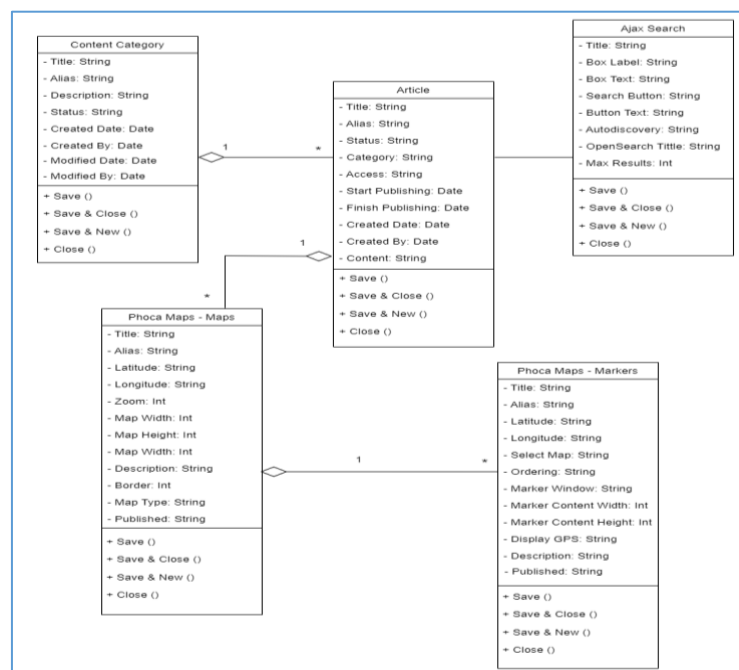 Content Category
- Title: String
- Alias: String
- Description: String
- Status: String
- Created Date: Date
- Created By: Date
- Modified Date: Date
- Modified By: Date
+ Save ()
+ Save & Close ()
+ Save & New ()
+ Close ()
1
*
Article
- Title: String
- Alias: String
- Status: String
- Category: String
- Access: String
- Start Publishing: Date
- Finish Publishing: Date
- Created Date: Date
- Created By: Date
- Content: String
+ Save ()
+ Save & Close ()
+ Save & New ()
+ Close ()
Ajax Search
- Title: String
- Box Label: String
- Box Text: String
- Search Button: String
- Button Text: String
- Autodiscovery: String
- OpenSearch Tittle: String
- Max Results: Int
+ Save ()
+ Save & Close ()
+ Save & New ()
+ Close ()
1
*
Phoca Maps - Maps
- Title: String
- Alias: String
- Latitude: String
- Longitude: String
- Zoom: Int
- Map Width: Int
- Map Height: Int
- Map Width: Int
- Description: String
- Border: Int
- Map Type: String
- Published: String
+ Save ()
+ Save & Close ()
+ Save & New ()
+ Close ()
1
*
Phoca Maps - Markers
- Title: String
- Alias: String
- Latitude: String
- Longitude: String
- Select Map: String
- Ordering: String
- Marker Window: String
- Marker Content Width: Int
- Marker Content Height: Int
- Display GPS: String
- Description: String
- Published: String
+ Save ()
+ Save & Close ()
+ Save & New ()
+ Close ()